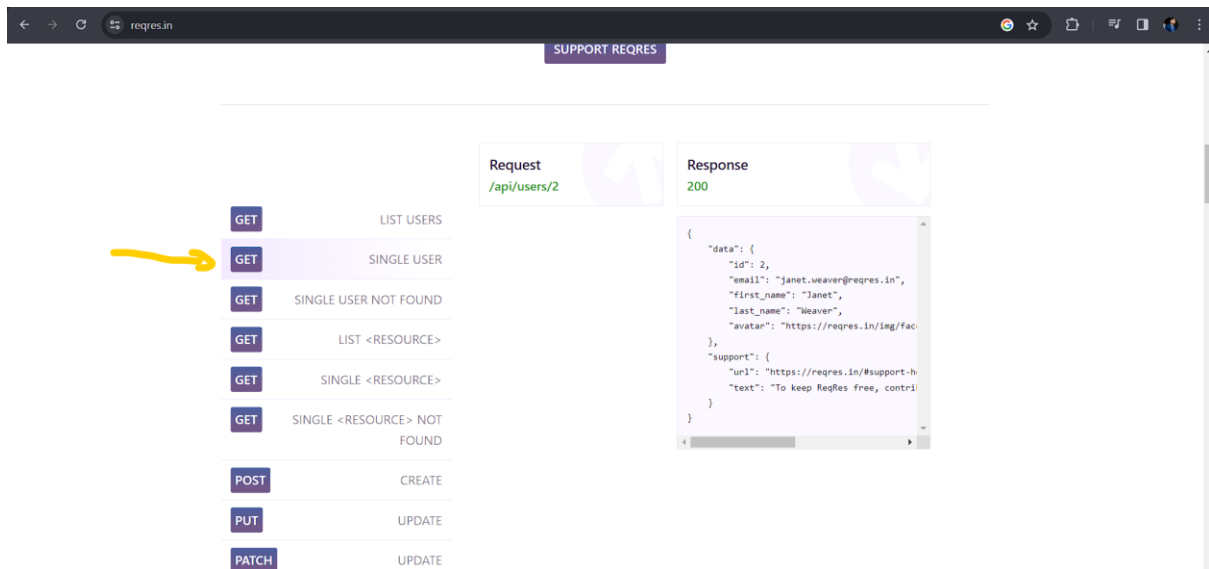 reqres.in
SUPPORT REQRES
Request
/api/users/2
Response
200
GET LIST USERS
GET SINGLE USER
GET SINGLE USER NOT FOUND
GET LIST <RESOURCE>
GET SINGLE <RESOURCE>
GET SINGLE <RESOURCE> NOT
FOUND
POST CREATE
PUT UPDATE
PATCH UPDATE
{
"data": {
"id": 2,
"email": "janet.weaver@reqres.in",
"first_name": "Janet",
"last_name": "Weaver",
"avatar": "https://reqres.in/img/fac
},
"support": {
"url": "https://reqres.in/#support-h
"text": "To keep ReqRes free, contri
}
}